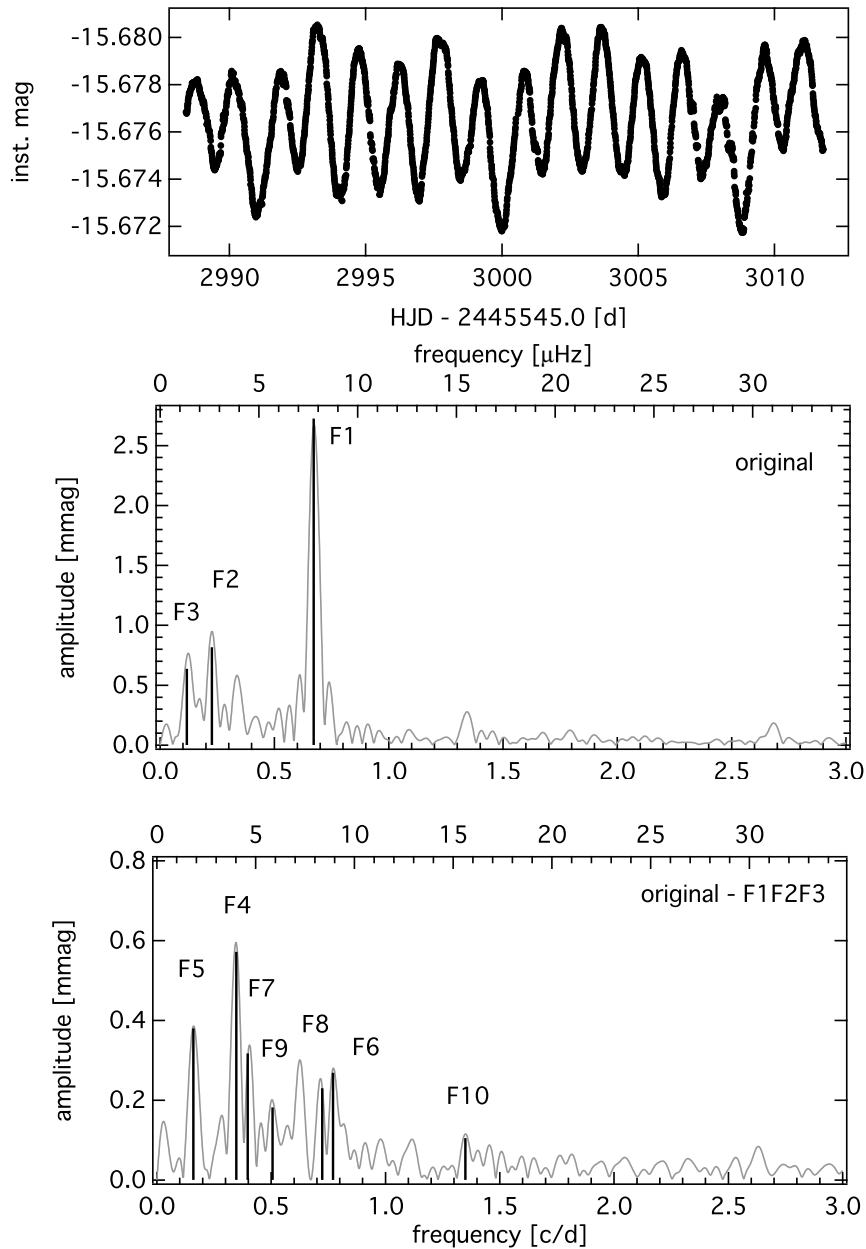 -15.680
-15.678
-15.676
-15.674
-15.672
inst. mag
2990 2995 3000 3005 3010
HJD - 2445545.0 [d]
frequency [μHz]
0 5 10 15 20 25 30
2.5
2.0
1.5
1.0
0.5
0.0
amplitude [mmag]
F1
F2
F3
original
0.0 0.5 1.0 1.5 2.0 2.5 3.0
0 5 10 15 20 25 30
0.8
0.6
0.4
0.2
0.0
amplitude [mmag]
original - F1F2F3
F4
F5
F7
F8
F9
F6
F10
0.0 0.5 1.0 1.5 2.0 2.5 3.0
frequency [c/d]